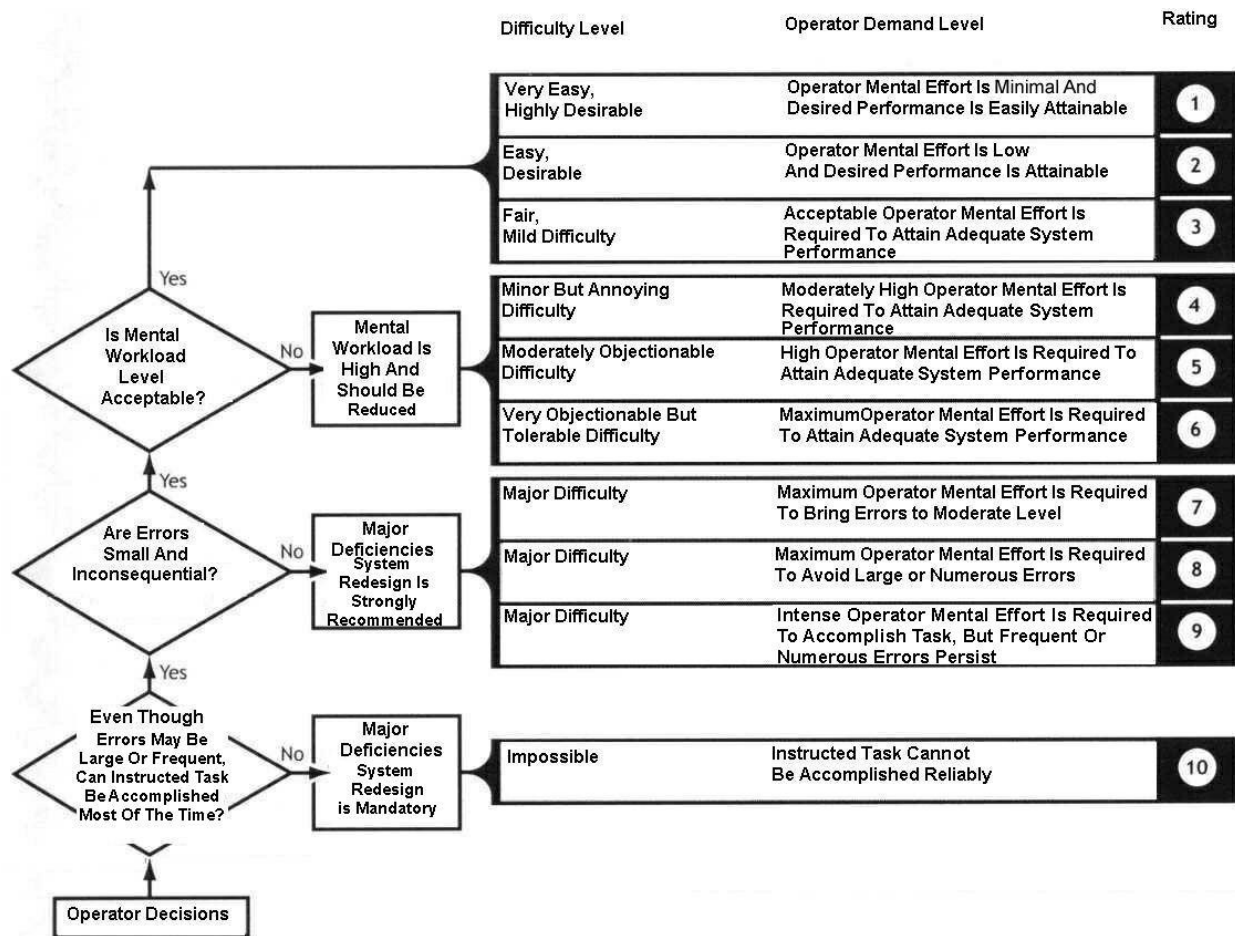 Difficulty Level
Operator Demand Level
Rating
Very Easy,
Highly Desirable
Operator Mental Effort Is Minimal And
Desired Performance Is Easily Attainable
1
Easy,
Desirable
Operator Mental Effort Is Low
And Desired Performance Is Attainable
2
Fair,
Mild Difficulty
Acceptable Operator Mental Effort Is
Required To Attain Adequate System
Performance
3
Yes
Is Mental
Workload
Level
Acceptable?
No
Mental
Workload Is
High And
Should Be
Reduced
Minor But Annoying
Difficulty
Moderately High Operator Mental Effort Is
Required To Attain Adequate System
Performance
4
Moderately Objectionable
Difficulty
High Operator Mental Effort Is Required To
Attain Adequate System Performance
5
Very Objectionable But
Tolerable Difficulty
MaximumOperator Mental Effort Is Required
To Attain Adequate System Performance
6
Yes
Are Errors
Small And
Inconsequential?
No
Major
Deficiencies
System
Redesign Is
Strongly
Recommended
Major Difficulty
Maximum Operator Mental Effort Is Required
To Bring Errors to Moderate Level
7
Major Difficulty
Maximum Operator Mental Effort Is Required
To Avoid Large or Numerous Errors
8
Major Difficulty
Intense Operator Mental Effort Is Required
To Accomplish Task, But Frequent Or
Numerous Errors Persist
9
Yes
Even Though
Errors May Be
Large Or Frequent,
Can Instructed Task
Be Accomplished
Most Of The Time?
No
Major
Deficiencies
System
Redesign
is Mandatory
Impossible
Instructed Task Cannot
Be Accomplished Reliably
10
Operator Decisions